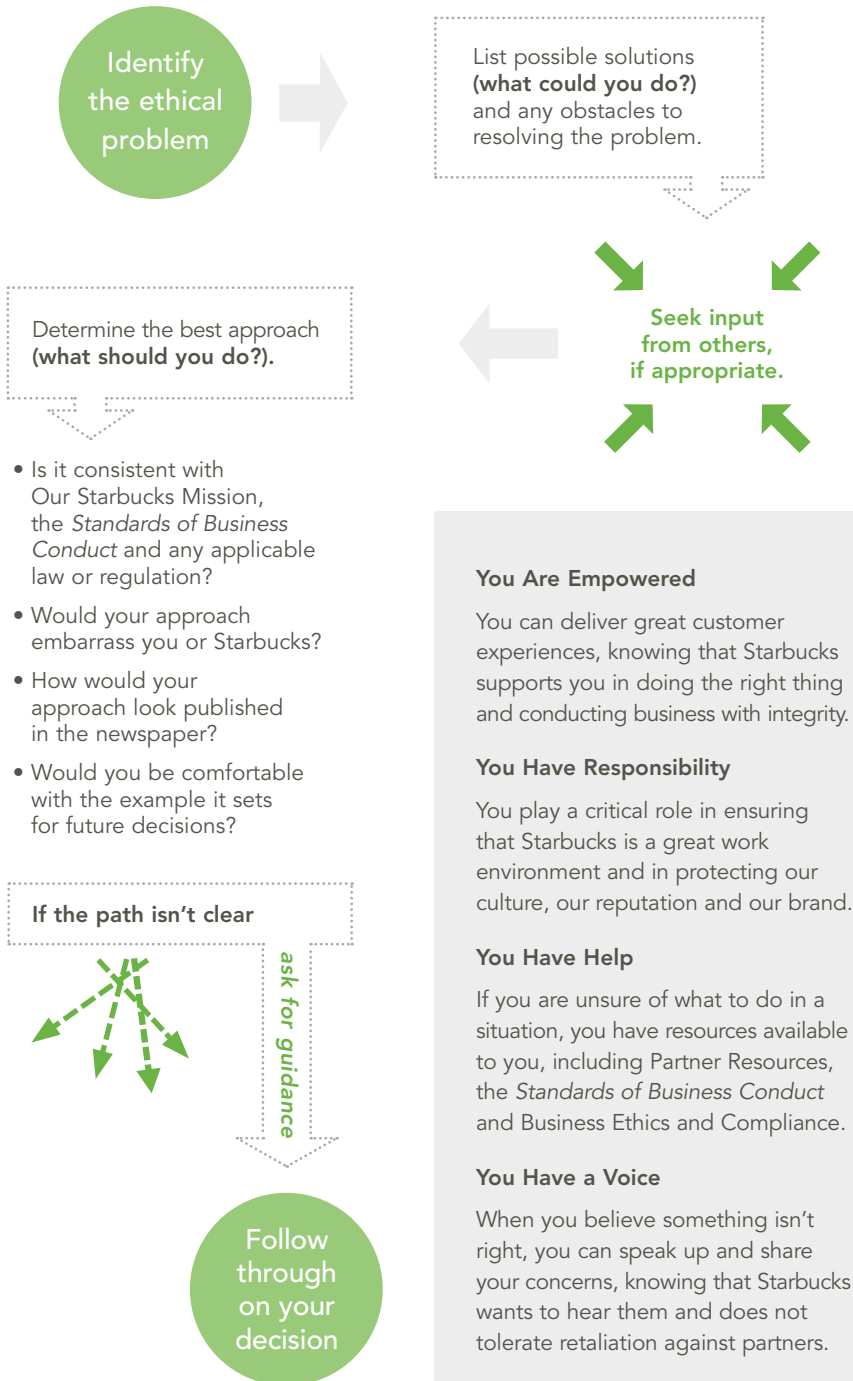 Identify
the ethical
problem
List possible solutions
(what could you do?)
and any obstacles to
resolving the problem.
Seek input
from others,
if appropriate.
Determine the best approach
(what should you do?).
• Is it consistent with
Our Starbucks Mission,
the Standards of Business
Conduct and any applicable
law or regulation?
• Would your approach
embarrass you or Starbucks?
• How would your
approach look published
in the newspaper?
• Would you be comfortable
with the example it sets
for future decisions?
If the path isn’t clear
ask for guidance
Follow
through
on your
decision
You Are Empowered
You can deliver great customer
experiences, knowing that Starbucks
supports you in doing the right thing
and conducting business with integrity.
You Have Responsibility
You play a critical role in ensuring
that Starbucks is a great work
environment and in protecting our
culture, our reputation and our brand.
You Have Help
If you are unsure of what to do in a
situation, you have resources available
to you, including Partner Resources,
the Standards of Business Conduct
and Business Ethics and Compliance.
You Have a Voice
When you believe something isn’t
right, you can speak up and share
your concerns, knowing that Starbucks
wants to hear them and does not
tolerate retaliation against partners.